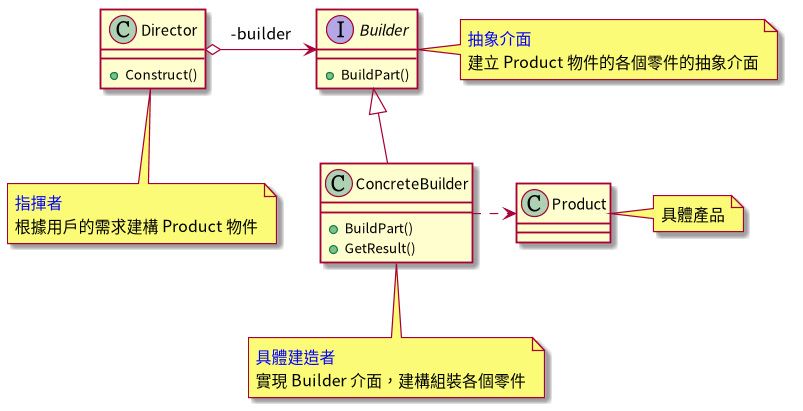 C Director
Construct()
-builder
I Builder
BuildPart()
抽象介面
建立 Product 物件的各個零件的抽象介面
指揮者
根據用戶的需求建構 Product 物件
C ConcreteBuilder
BuildPart()
GetResult()
C Product
具體產品
具體建造者
實現 Builder 介面，建構組裝各個零件